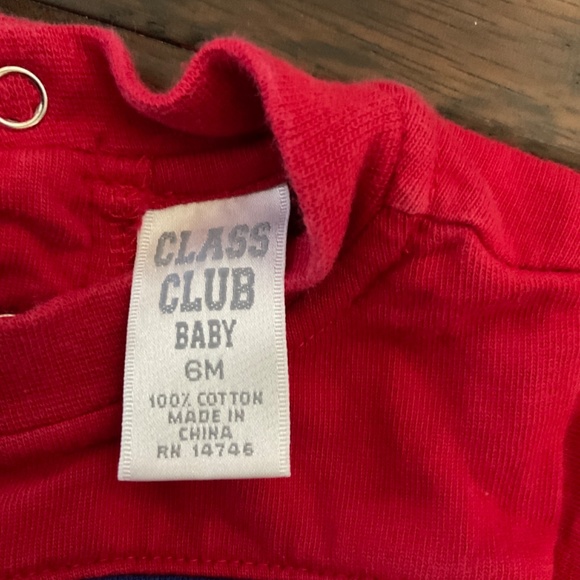 CLASS
CLUB
BABY
6M
100% COTTON
MADE IN
CHINA
RN 14746